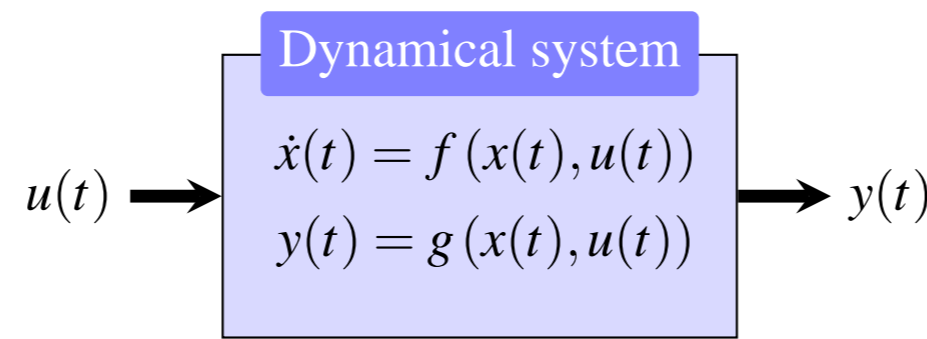 Dynamical system
ẋ(t) = f (x(t), u(t))
u(t)
y(t)
y(t) = g (x(t), u(t))